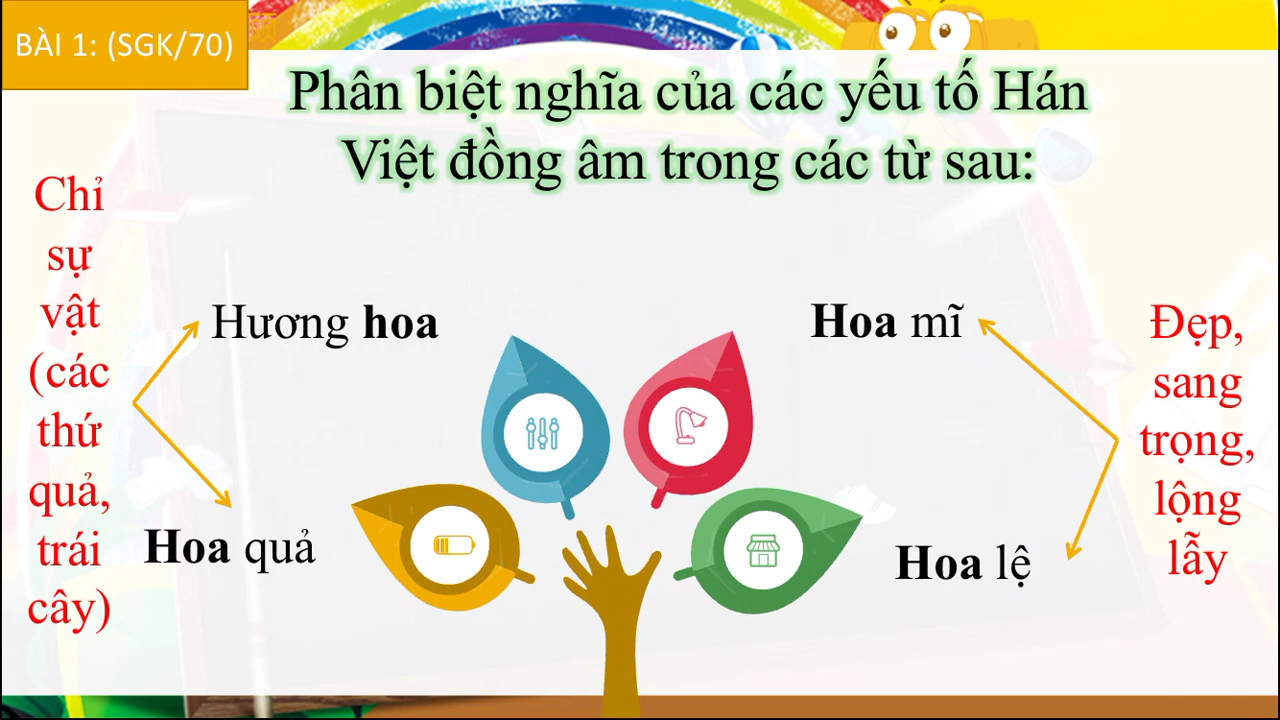 BÀI 1: (SGK/70)
Phân biệt nghĩa của các yếu tố Hán
Việt đồng âm trong các từ sau:
Chỉ
sự
vật
(các
thứ
quả,
trái
cây)
Hương hoa
Hoa quả
Hoa mĩ
Hoa lệ
Đẹp,
sang
trọng,
lộng
lẫy